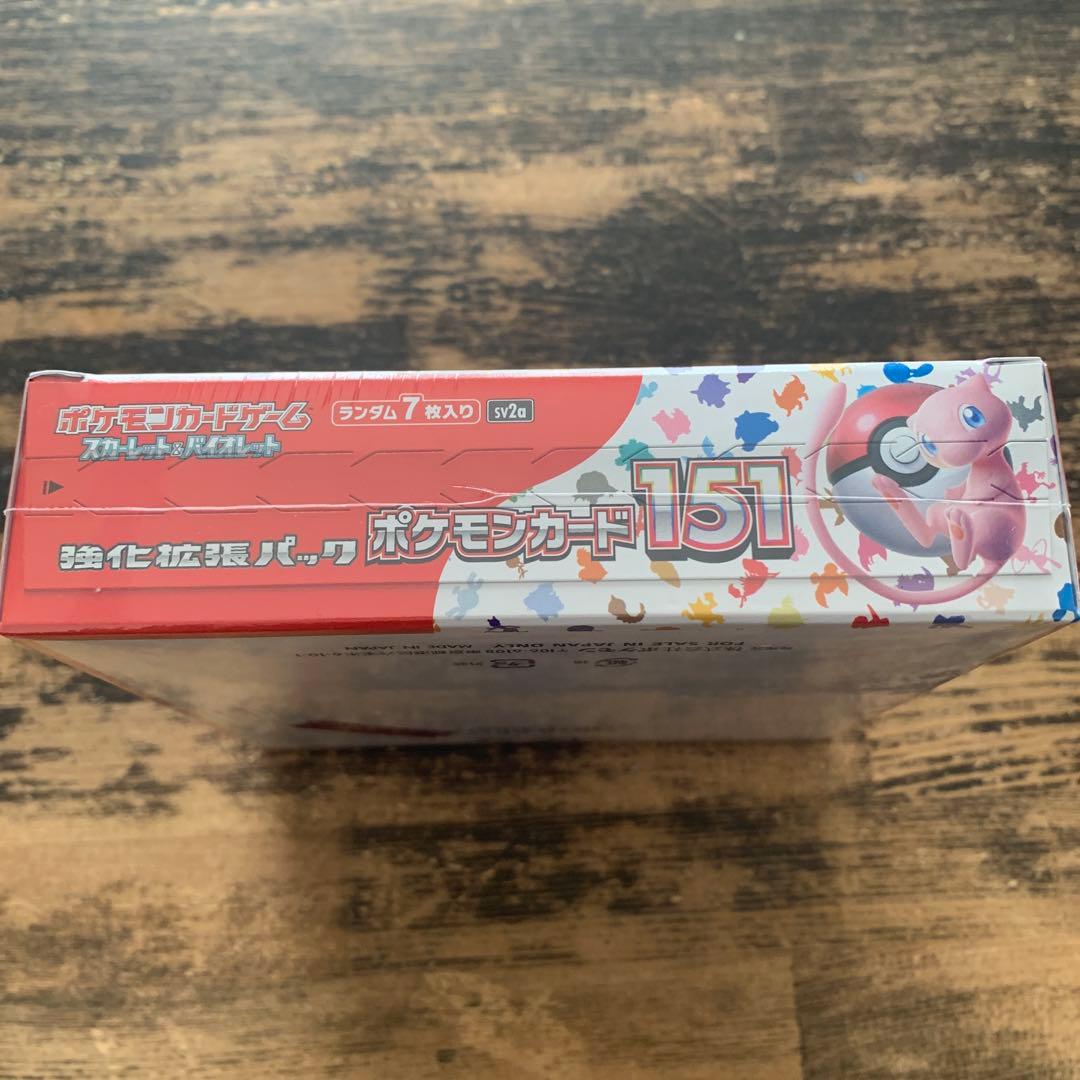 ポケモンカードゲーム
スカーレット&バイオレット
ランダム7枚入り
sv2a
強化拡張パック
ポケモンカード151
FOR SALE IN JAPAN ONLY
MADE IN JAPAN